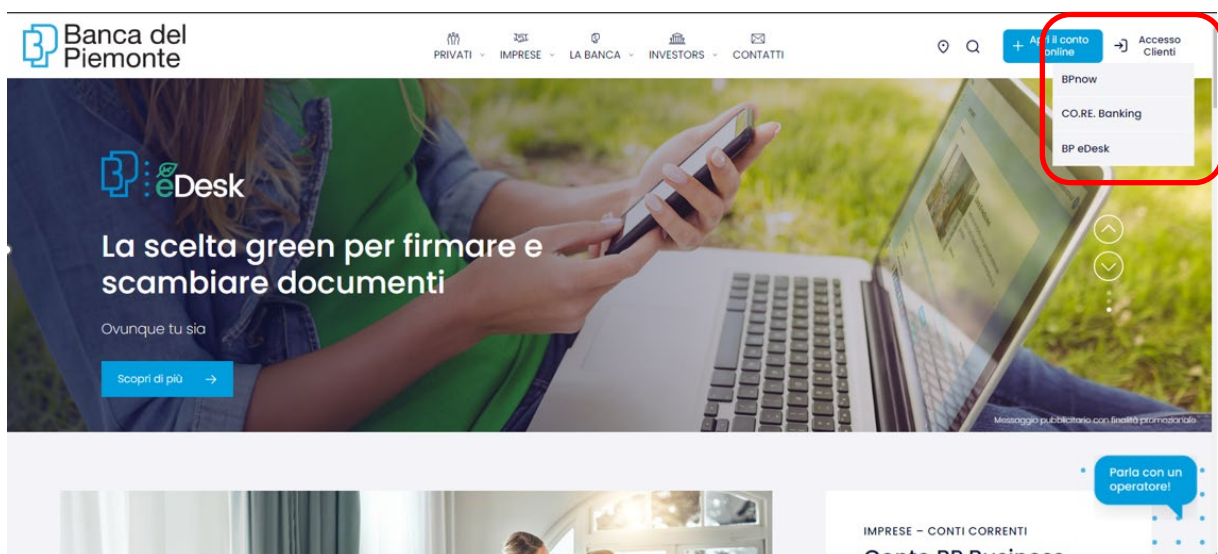 Banca del
Piemonte
PRIVATI
IMPRESE
LA BANCA
INVESTORS
CONTATTI
+ Apri il conto
online
Accesso
Clienti
BPnow
CO.RE. Banking
BP eDesk
BP eDesk
La scelta green per firmare e
scambiare documenti
Ovunque tu sia
Scopri di più
Messaggio pubblicitario con finalità promozionale
Parla con un
operatore!
IMPRESE – CONTI CORRENTI
Conto BP Business